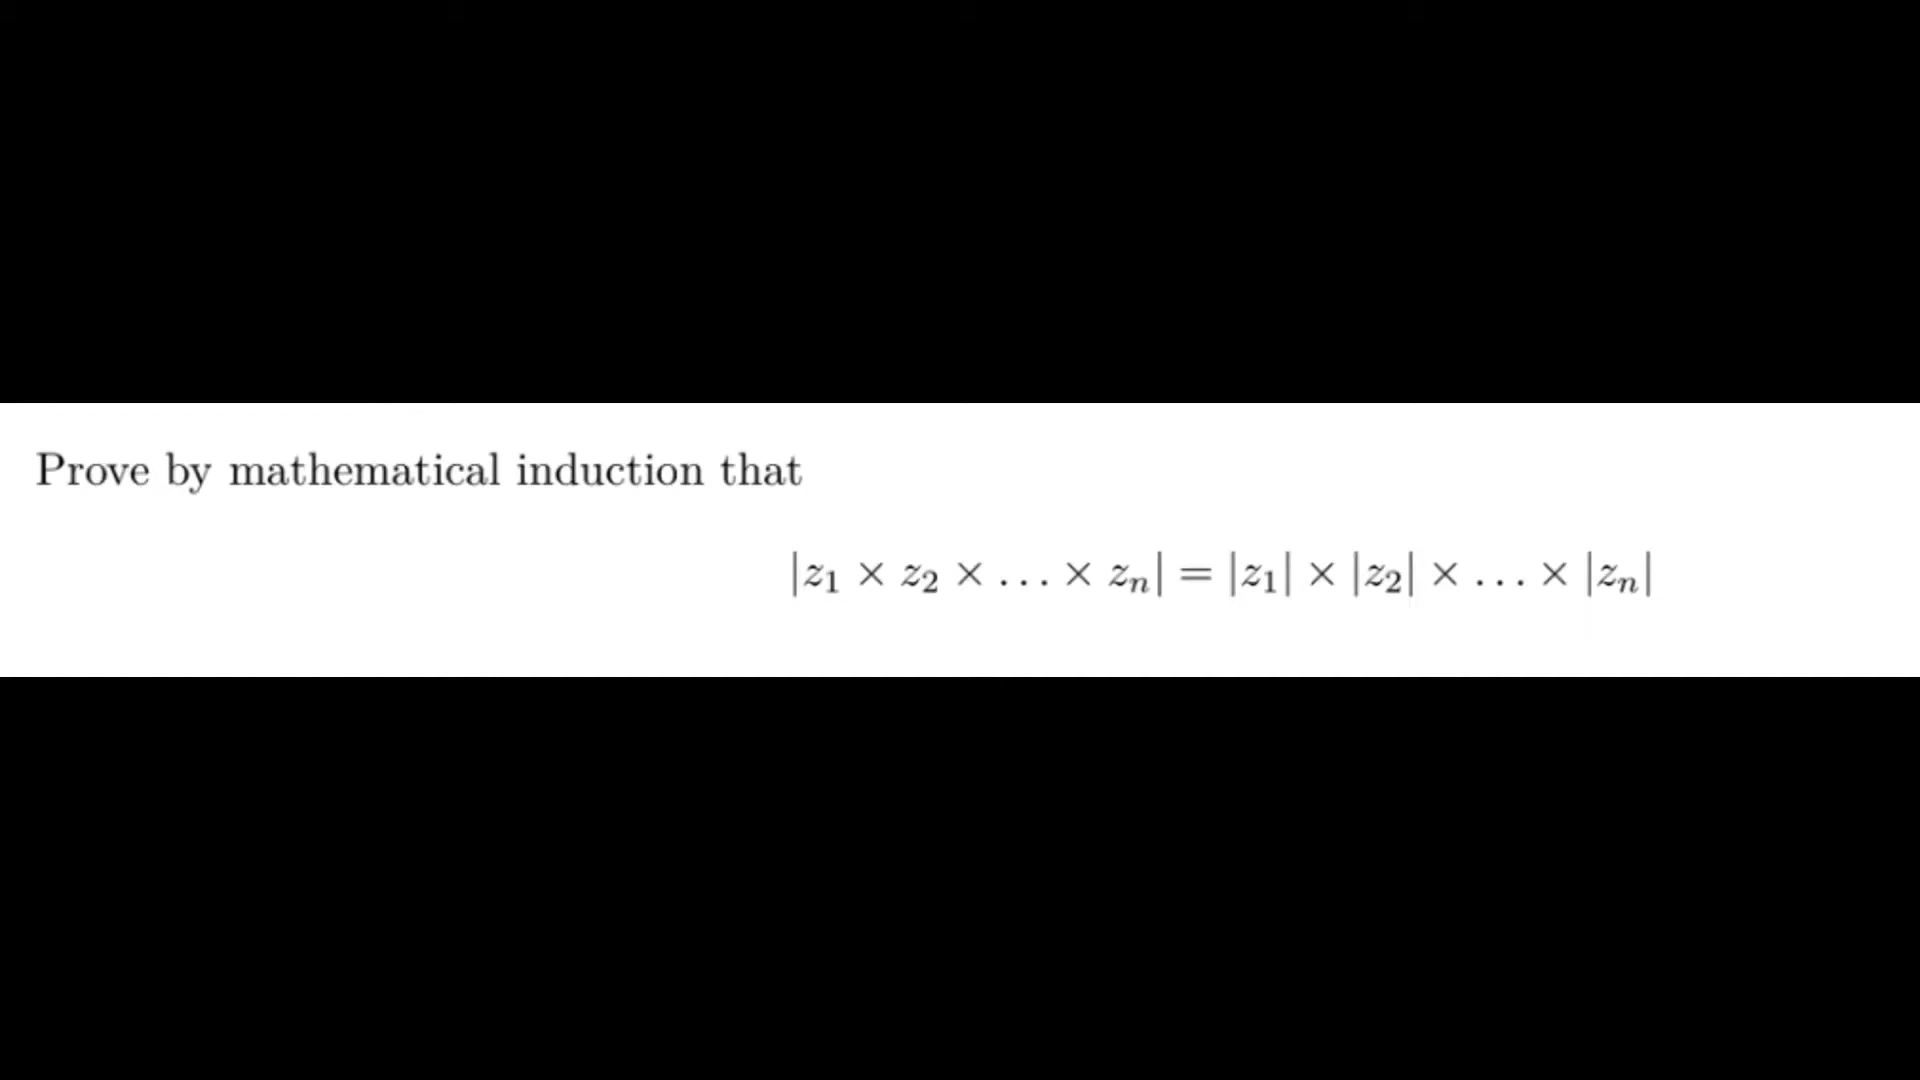 Prove by mathematical induction that
|z₁ × z₂ × . . . × zₙ| = |z₁| × |z₂| × . . . × |zₙ|